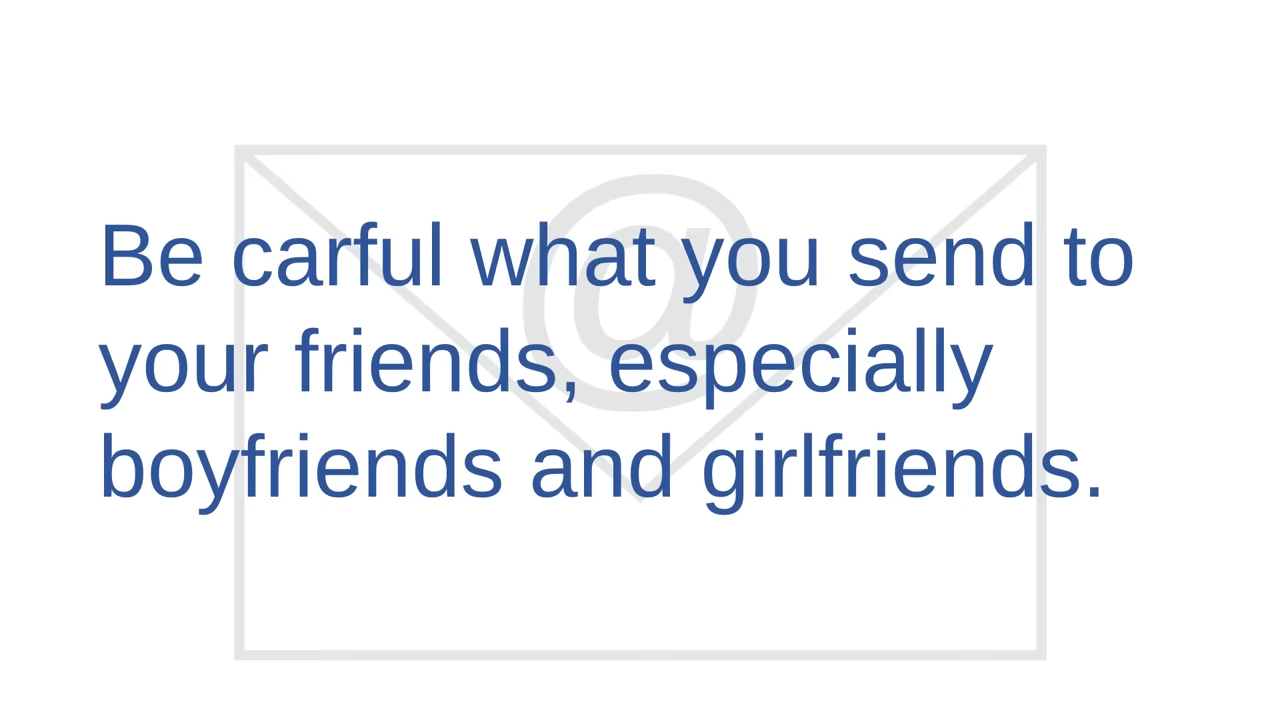 Be carful what you send to
your friends, especially
boyfriends and girlfriends.
@